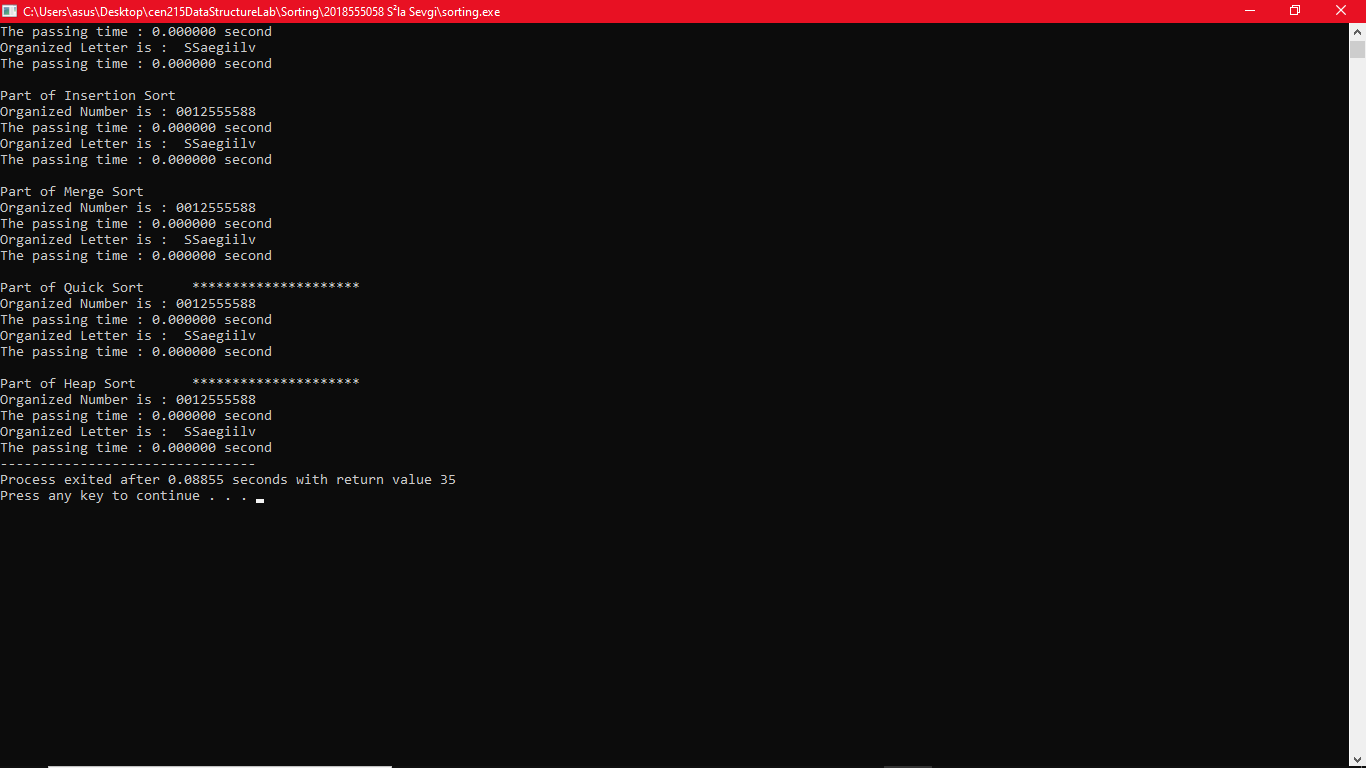 C:\Users\asus\Desktop\cen215DataStructureLab\Sorting\2018555058 S²la Sevgi\sorting.exe
The passing time : 0.000000 second
Organized Letter is :  SSaegiilv
The passing time : 0.000000 second

Part of Insertion Sort
Organized Number is : 0012555588
The passing time : 0.000000 second
Organized Letter is :  SSaegiilv
The passing time : 0.000000 second

Part of Merge Sort
Organized Number is : 0012555588
The passing time : 0.000000 second
Organized Letter is :  SSaegiilv
The passing time : 0.000000 second

Part of Quick Sort      *********************
Organized Number is : 0012555588
The passing time : 0.000000 second
Organized Letter is :  SSaegiilv
The passing time : 0.000000 second

Part of Heap Sort       *********************
Organized Number is : 0012555588
The passing time : 0.000000 second
Organized Letter is :  SSaegiilv
The passing time : 0.000000 second
--------------------------------
Process exited after 0.08855 seconds with return value 35
Press any key to continue . . .